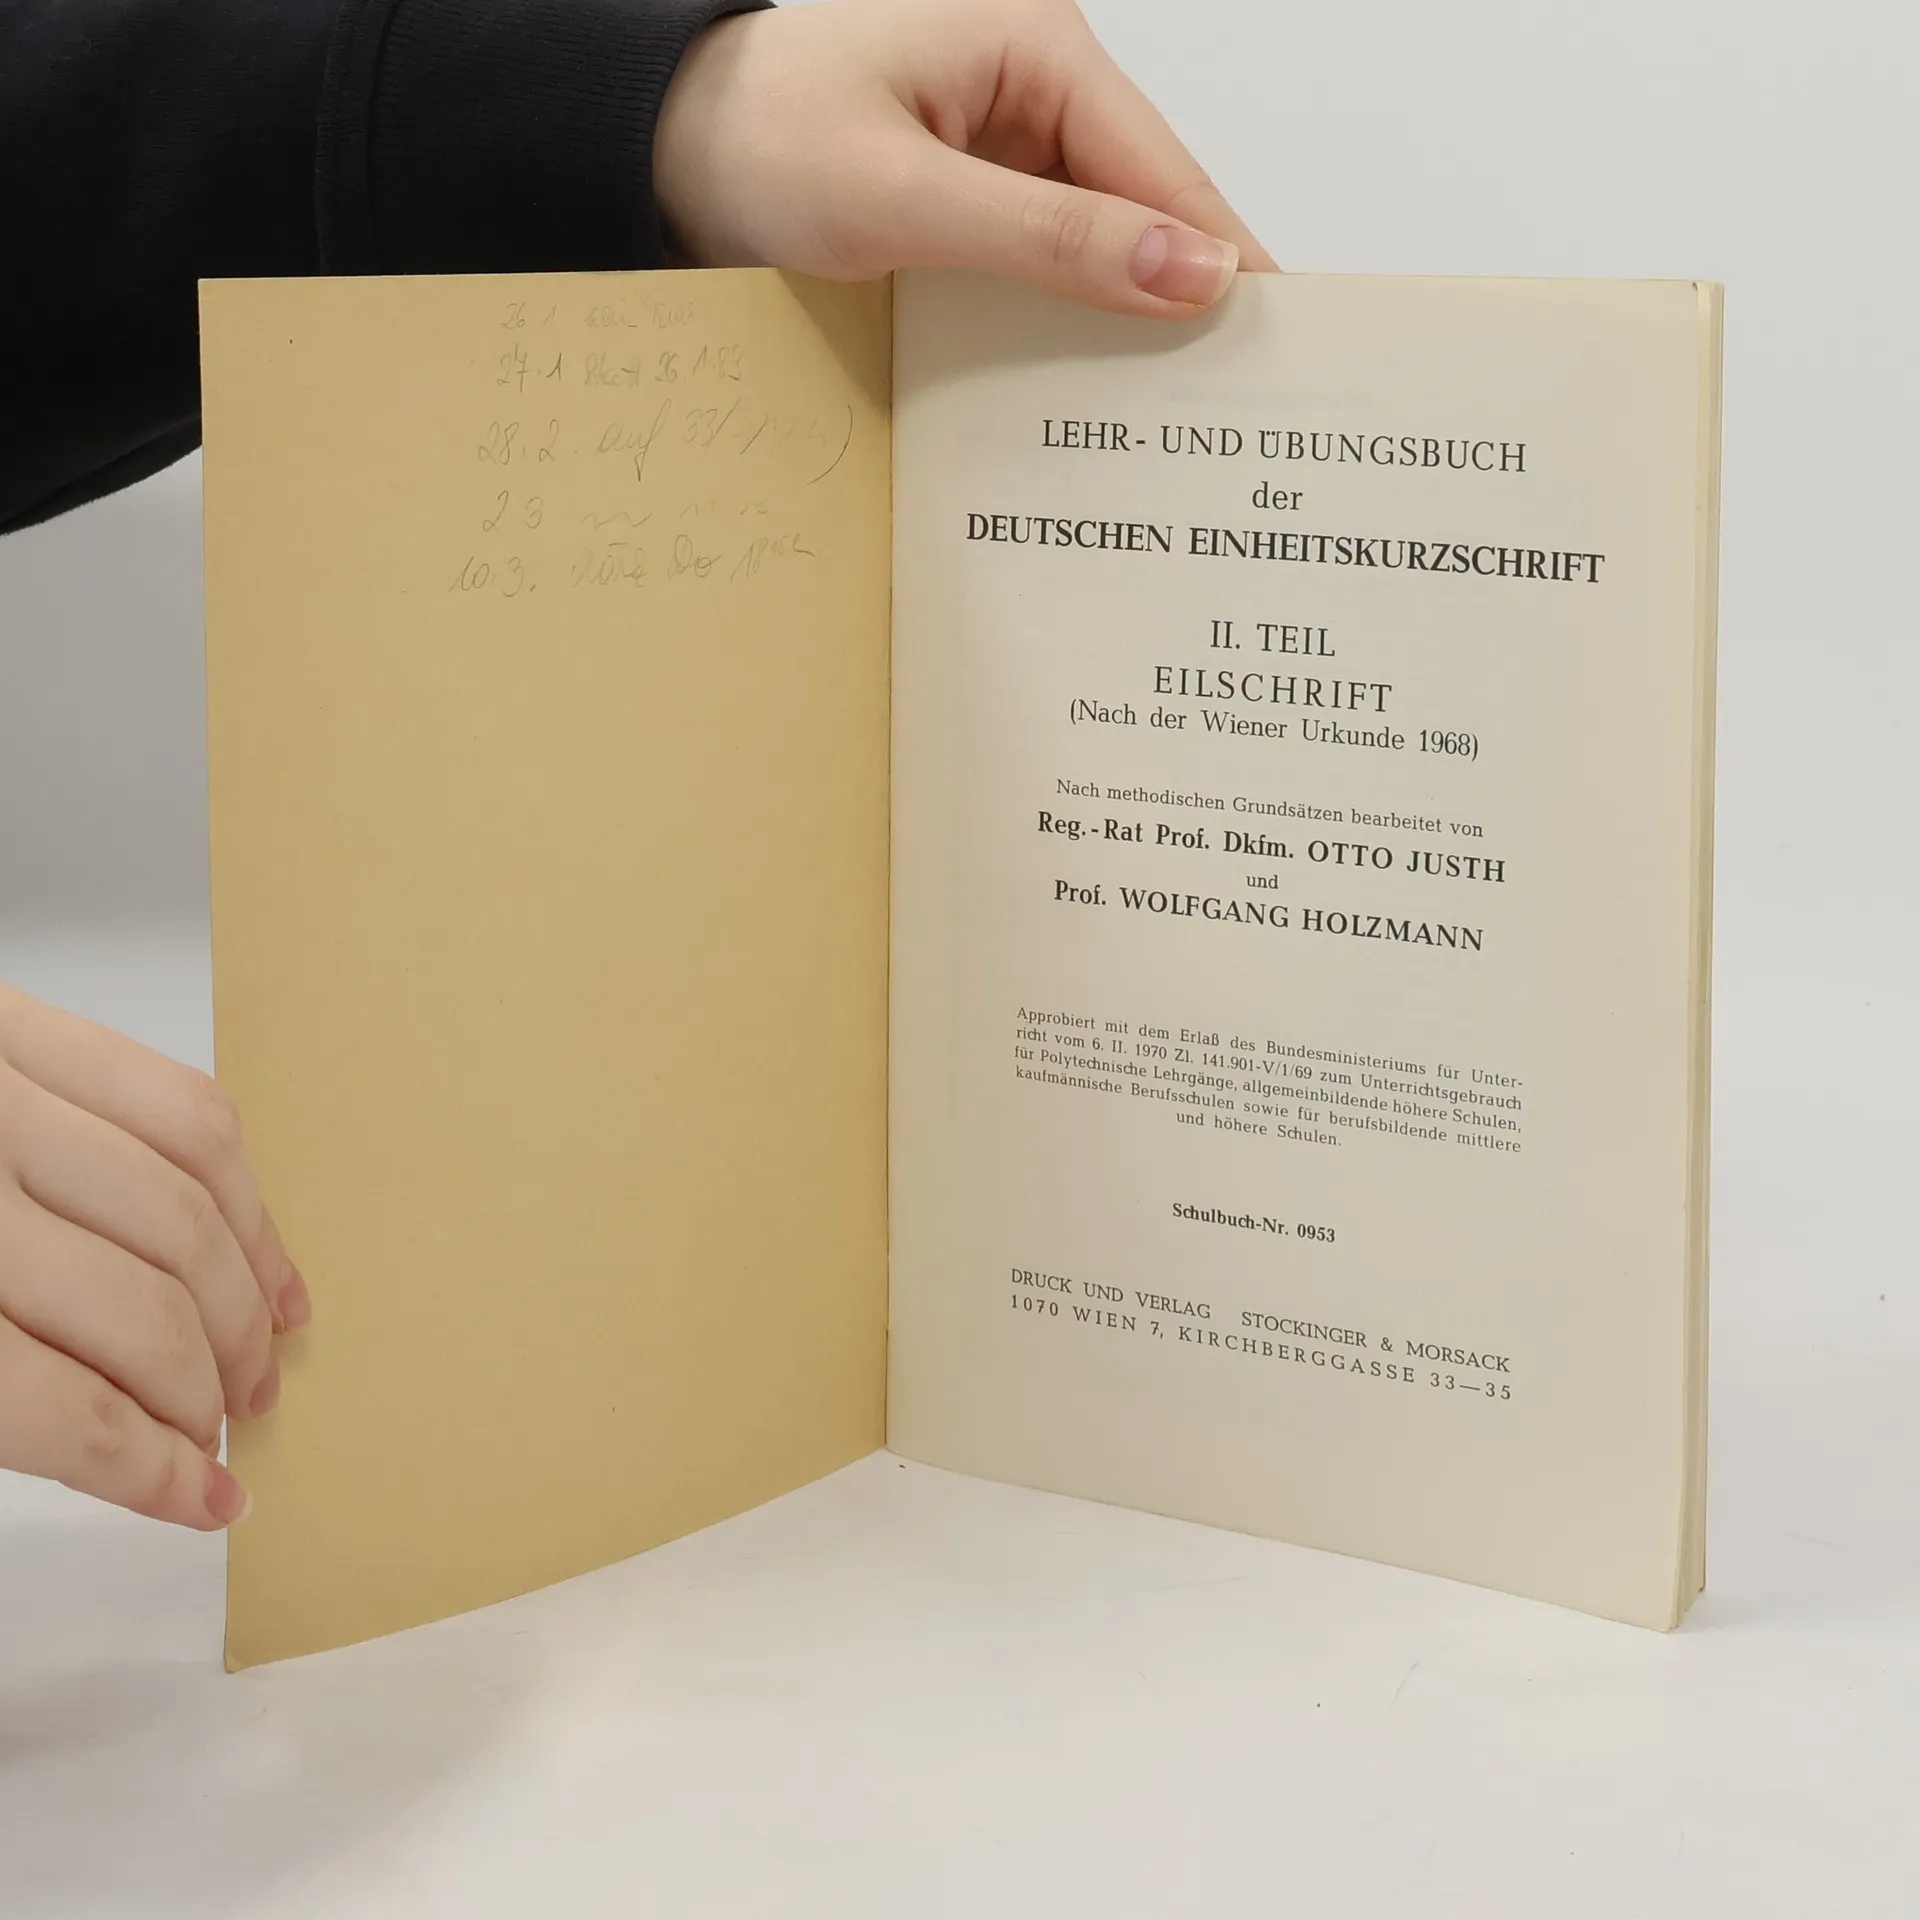 26.1
27.1 statt 26.1.83
28.2. auf 33/
23
10.3. Do
LEHR- UND ÜBUNGSBUCH
der
DEUTSCHEN EINHEITSKURZSCHRIFT
II. TEIL
EILSCHRIFT
(Nach der Wiener Urkunde 1968)
Nach methodischen Grundsätzen bearbeitet von
Reg.-Rat Prof. Dkfm. OTTO JUSTH
und
Prof. WOLFGANG HOLZMANN
Approbiert mit dem Erlaß des Bundesministeriums für Unter-
richt vom 6. II. 1970 Zl. 141.901-V/1/69 zum Unterrichtsgebrauch
für Polytechnische Lehrgänge, allgemeinbildende höhere Schulen,
kaufmännische Berufsschulen sowie für berufsbildende mittlere
und höhere Schulen.
Schulbuch-Nr. 0953
DRUCK UND VERLAG STOCKINGER & MORSACK
1070 WIEN 7, KIRCHBERGGASSE 33—35